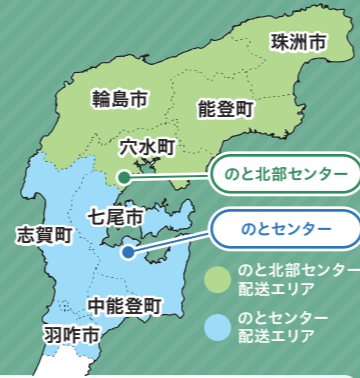 珠洲市
輪島市
能登町
穴水町
のと北部センター
七尾市
志賀町
のとセンター
中能登町
羽咋市
のと北部センター
配送エリア
のとセンター
配送エリア